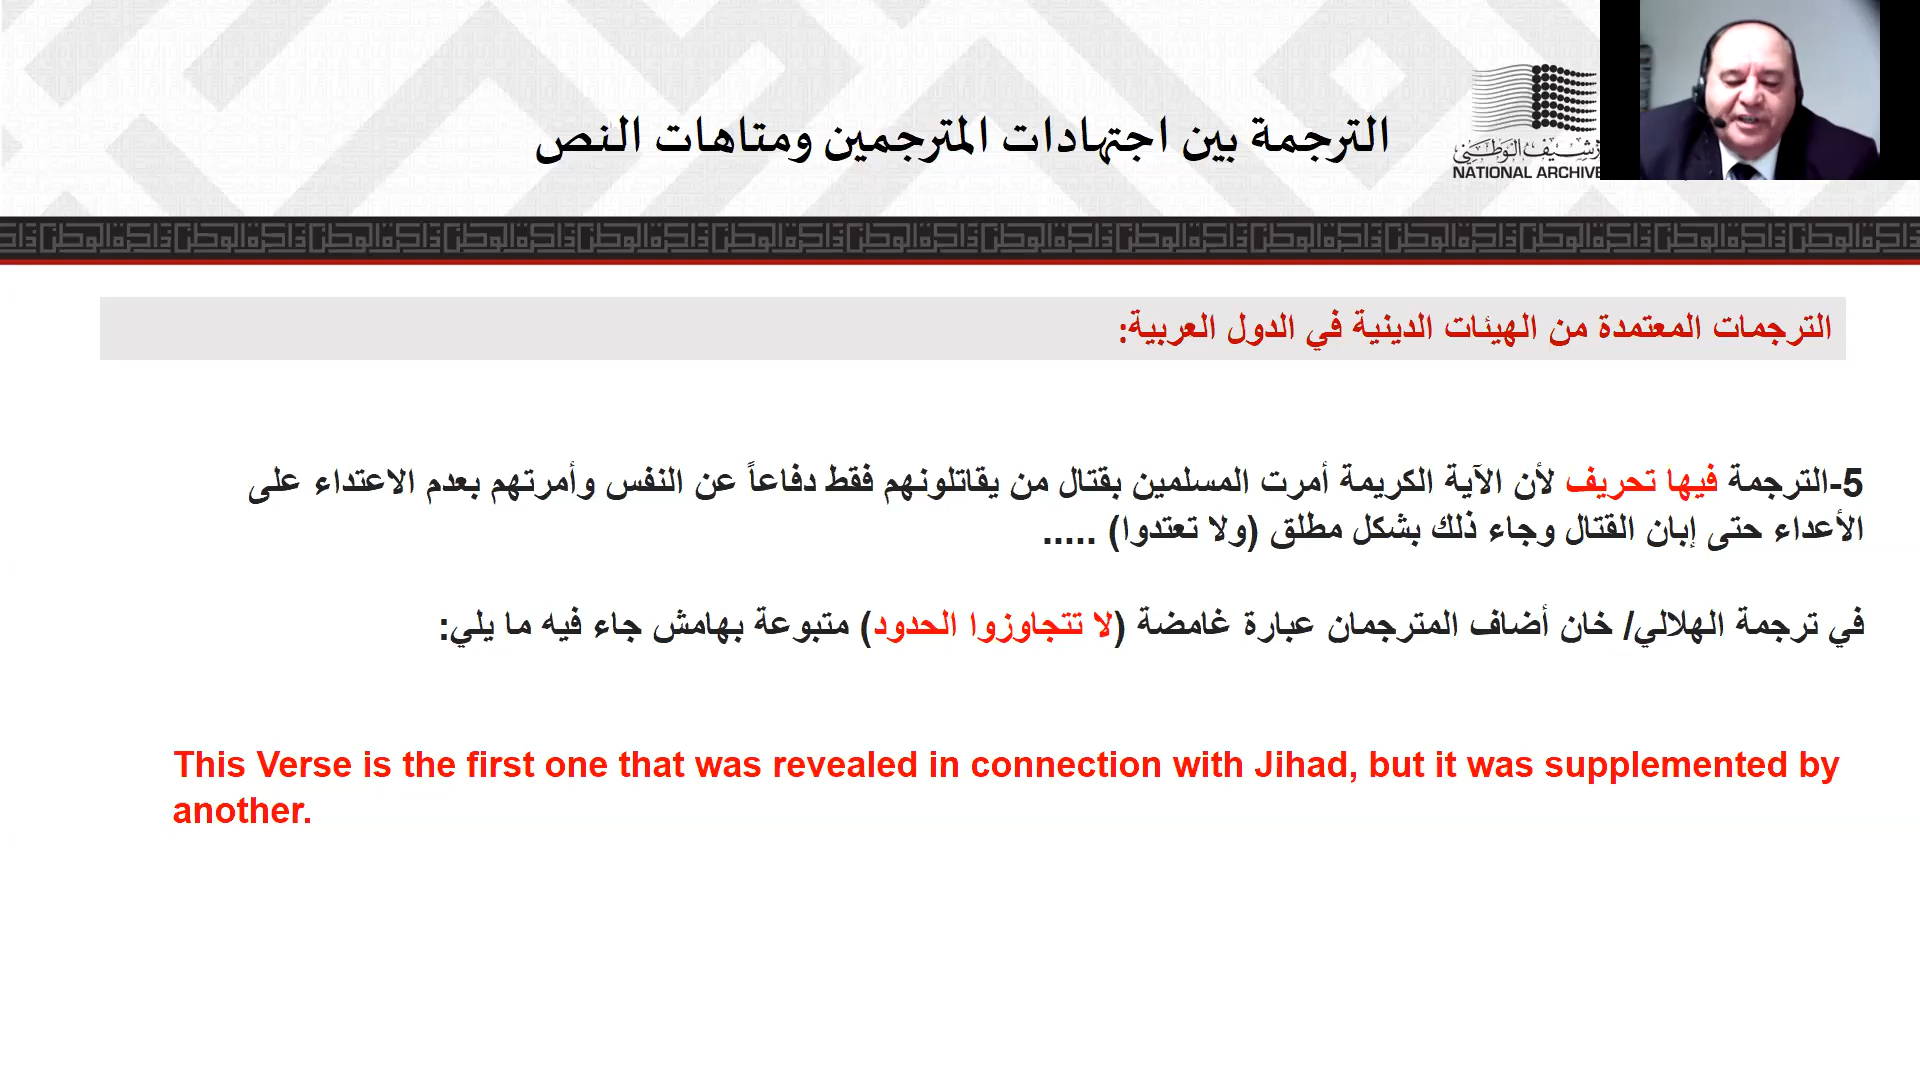 الترجمة بين اجتهادات المترجمين ومتاهات النص
NATIONAL ARCHIVE
الترجمات المعتمدة من الهيئات الدينية في الدول العربية:
5-الترجمة فيها تحريف لأن الآية الكريمة أمرت المسلمين بقتال من يقاتلونهم فقط دفاعاً عن النفس وأمرتهم بعدم الاعتداء على
الأعداء حتى إبان القتال وجاء ذلك بشكل مطلق (ولا تعتدوا) .....
في ترجمة الهلالي/ خان أضاف المترجمان عبارة غامضة (لا تتجاوزوا الحدود) متبوعة بهامش جاء فيه ما يلي:
This Verse is the first one that was revealed in connection with Jihad, but it was supplemented by
another.